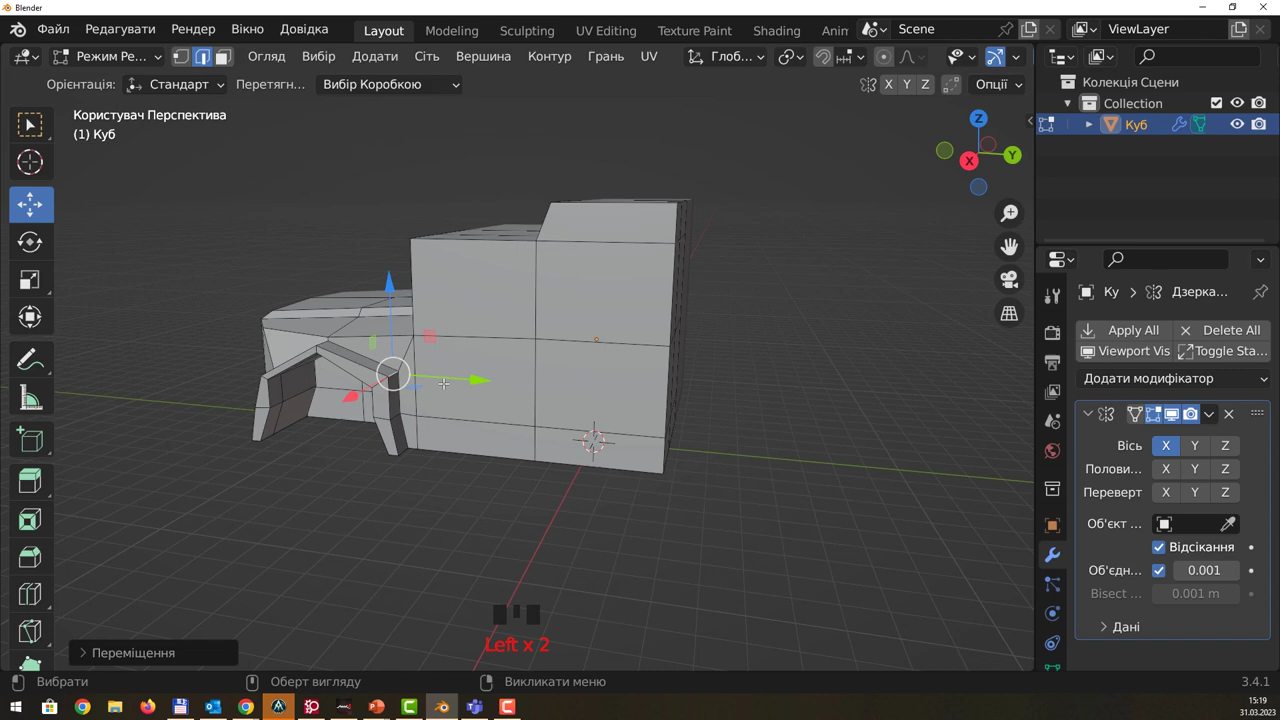 Blender
Файл Редагувати Рендер Вікно Довідка Layout Modeling Sculpting UV Editing Texture Paint Shading Anim Scene ViewLayer
Режим Ре... Огляд Вибір Додати Сіть Вершина Контур Грань UV Глоб...
Орієнтація: Стандарт Перетягн... Вибір Коробкою X Y Z Опції
Користувач Перспектива
(1) Куб
Z
Y
X
Колекція Сцени
Collection
Куб
Ку Дзерка...
Apply All Delete All
Viewport Vis Toggle Sta...
Додати модифікатор
Вісь X Y Z
Полови... X Y Z
Переверт X Y Z
Об'єкт ...
Відсікання
Об'єдн... 0.001
Bisect ... 0.001 m
Дані
Left x 2
Переміщення
Вибрати Оберт вигляду Викликати меню 3.4.1
15:19
31.03.2023